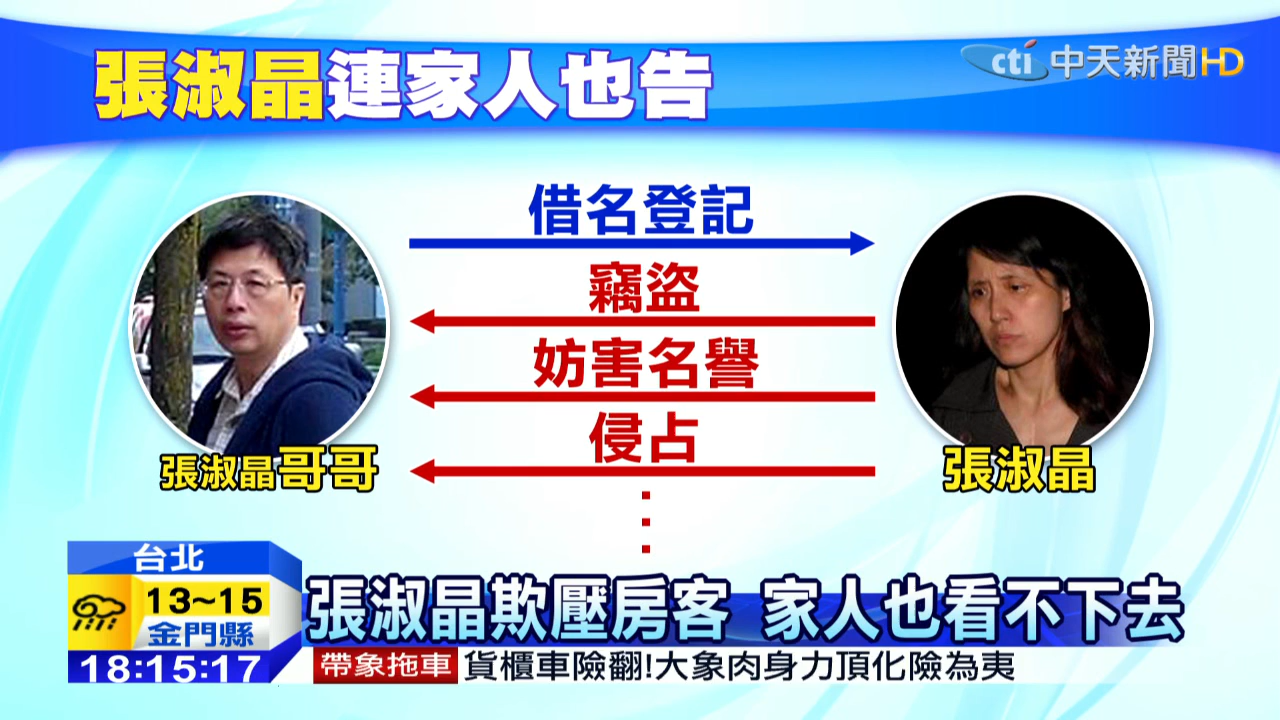 張淑晶連家人也告
cti 中天新聞HD
借名登記
竊盜
妨害名譽
侵占
張淑晶哥哥
張淑晶
台北
13~15
金門縣
18:15:17
張淑晶欺壓房客 家人也看不下去
帶象拖車 貨櫃車險翻!大象肉身力頂化險為夷